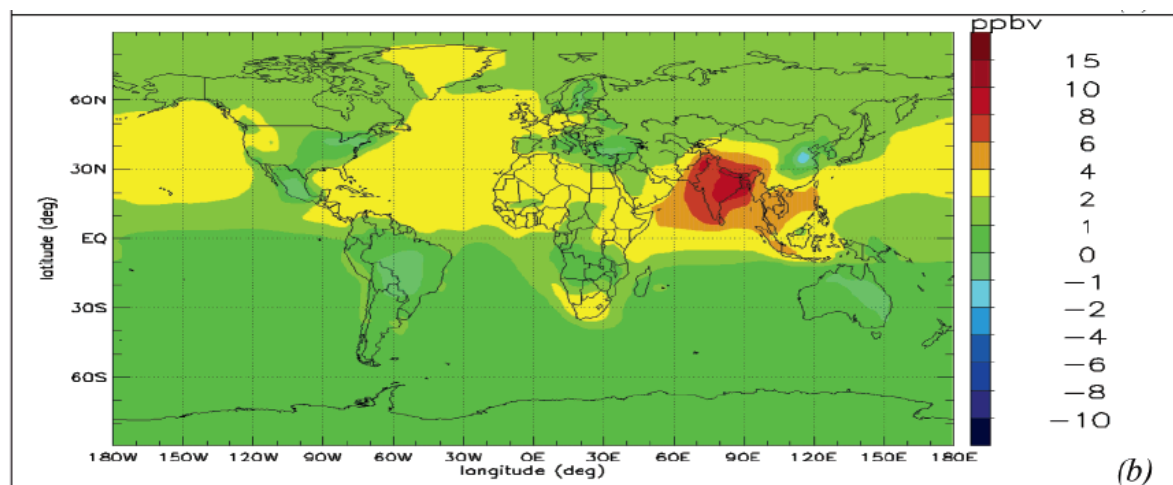 ppbv
15
10
8
6
4
2
1
0
−1
−2
−4
−6
−8
−10
60N
30N
EQ
30S
60S
latitude (deg)
180W 150W 120W 90W 60W 30W 0E 30E 60E 90E 120E 150E 180E
longitude (deg)
(b)